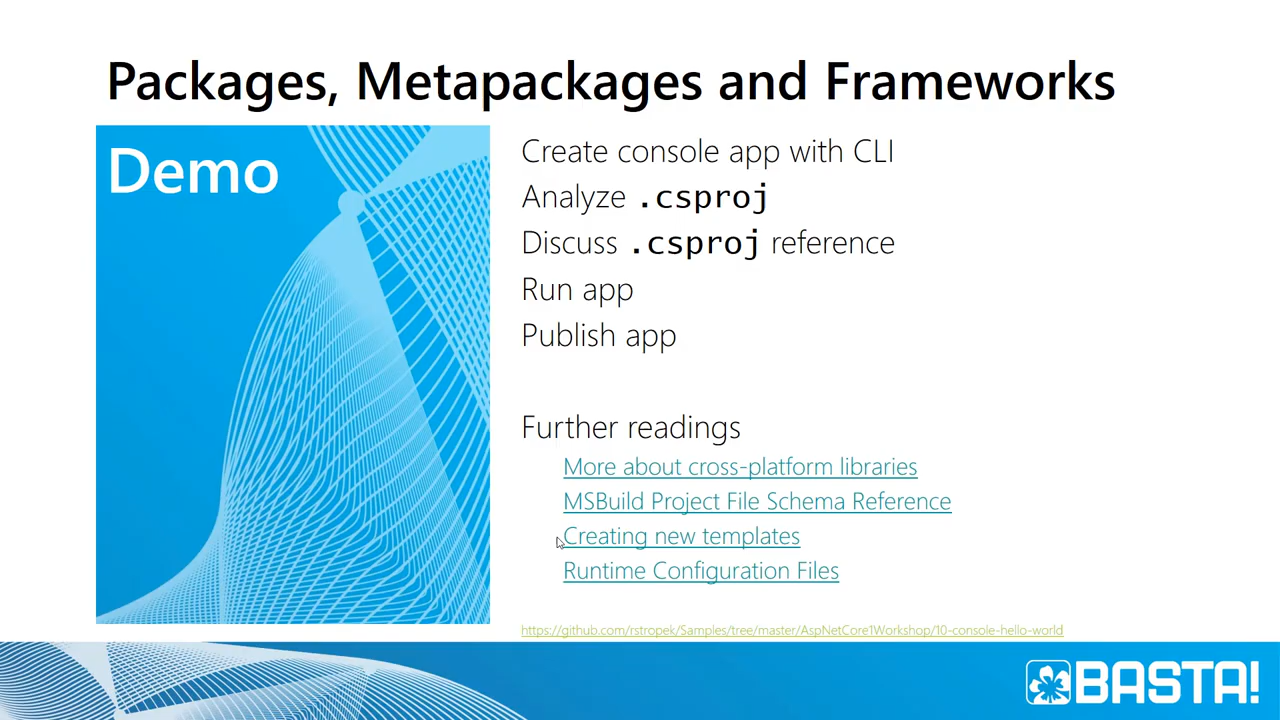 Packages, Metapackages and Frameworks
Demo
Create console app with CLI
Analyze .csproj
Discuss .csproj reference
Run app
Publish app
Further readings
More about cross-platform libraries
MSBuild Project File Schema Reference
Creating new templates
Runtime Configuration Files
https://github.com/rstropek/Samples/tree/master/AspNetCore1Workshop/10-console-hello-world
BASTA!